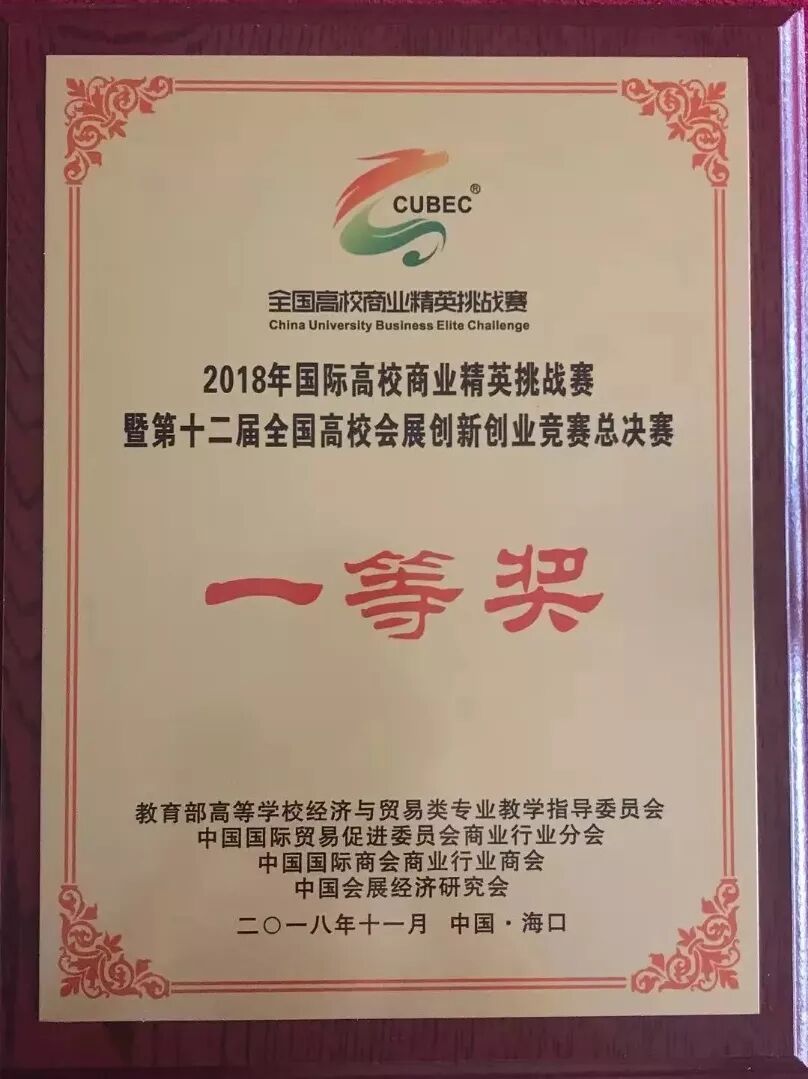 CUBEC®
全国高校商业精英挑战赛
China University Business Elite Challenge
2018年国际高校商业精英挑战赛
暨第十二届全国高校会展创新创业竞赛总决赛
一等奖
教育部高等学校经济与贸易类专业教学指导委员会
中国国际贸易促进委员会商业行业分会
中国国际商会商业行业商会
中国会展经济研究会
二〇一八年十一月 中国·海口